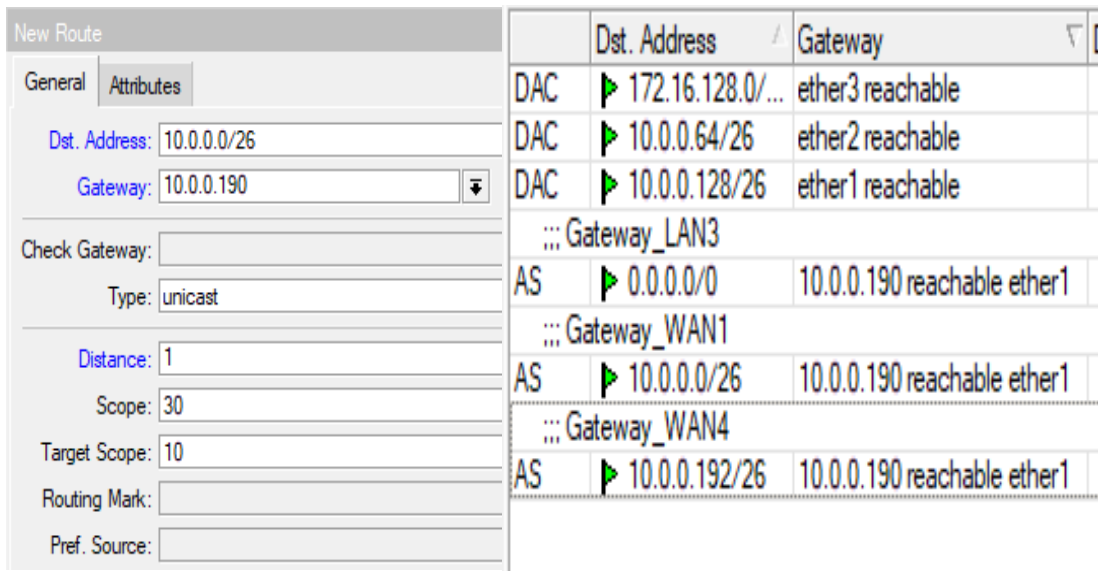 New Route
General Attributes
Dst. Address: 10.0.0.0/26
Gateway: 10.0.0.190
Check Gateway:
Type: unicast
Distance: 1
Scope: 30
Target Scope: 10
Routing Mark:
Pref. Source:
Dst. Address Gateway
DAC 172.16.128.0/... ether3 reachable
DAC 10.0.0.64/26 ether2 reachable
DAC 10.0.0.128/26 ether1 reachable
;;; Gateway_LAN3
AS 0.0.0.0/0 10.0.0.190 reachable ether1
;;; Gateway_WAN1
AS 10.0.0.0/26 10.0.0.190 reachable ether1
;;; Gateway_WAN4
AS 10.0.0.192/26 10.0.0.190 reachable ether1